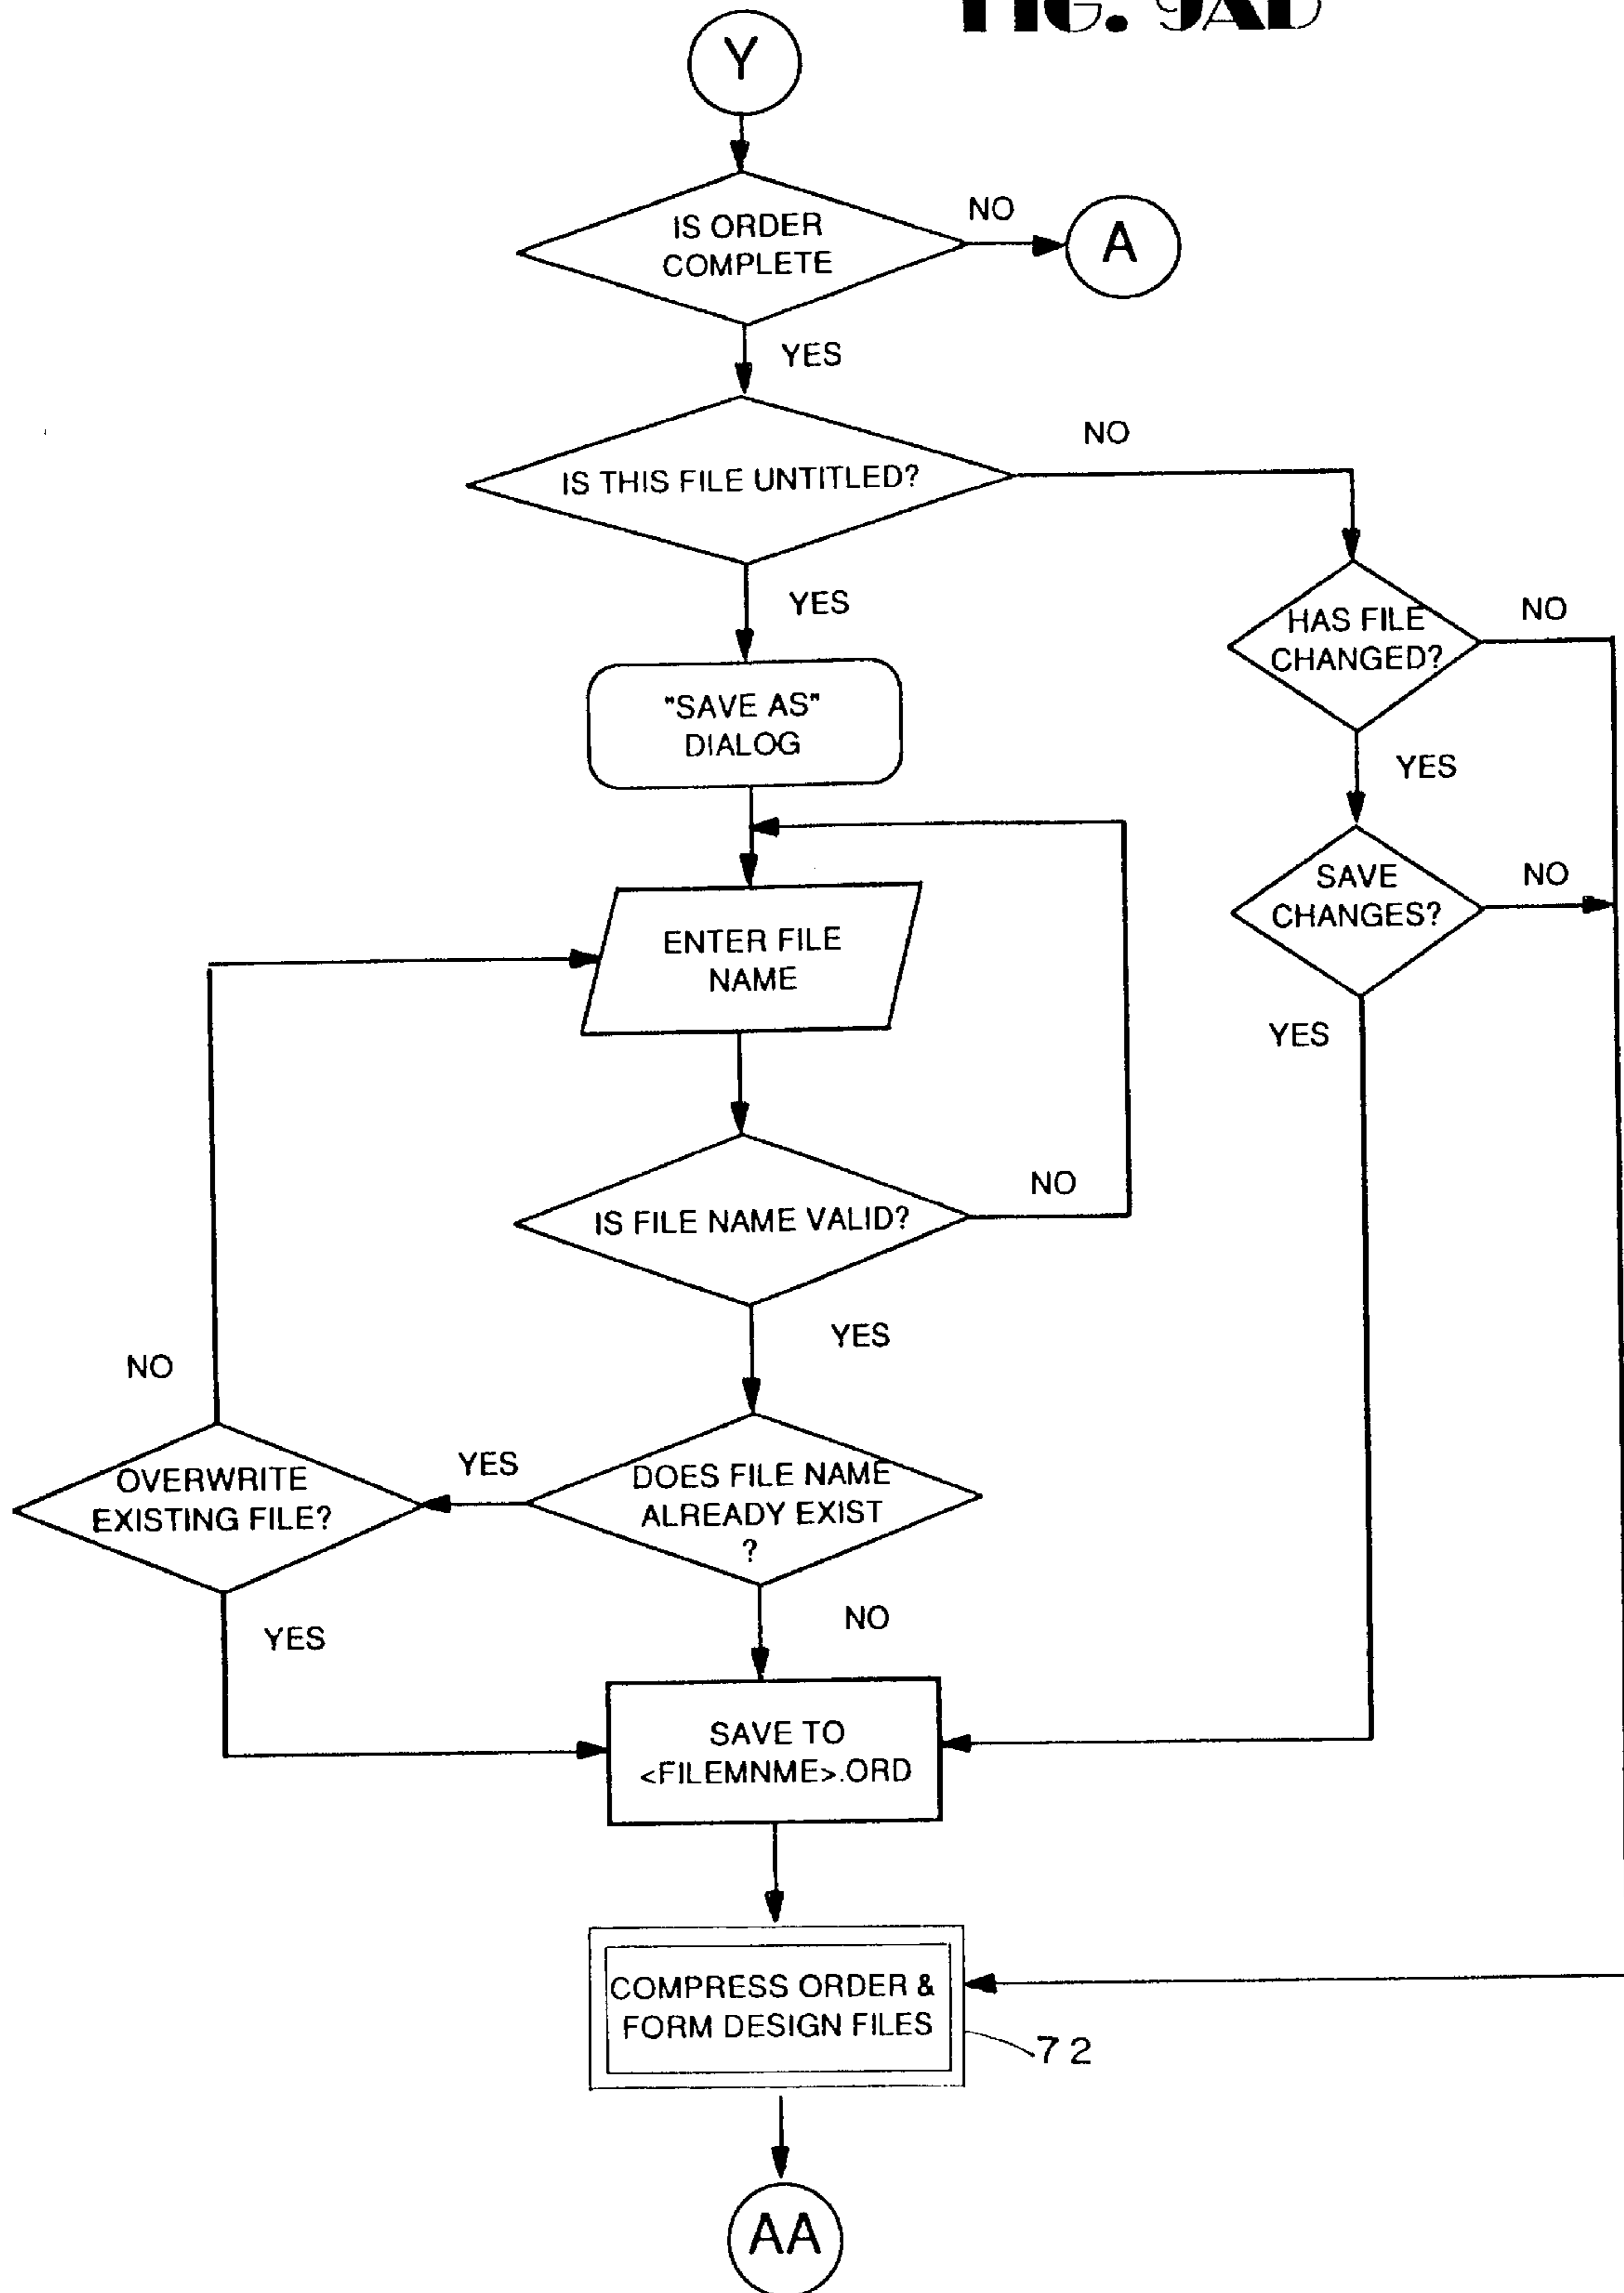 FIG. 9AD
Y
IS ORDER
COMPLETE
NO
A
YES
IS THIS FILE UNTITLED?
NO
YES
HAS FILE
CHANGED?
NO
"SAVE AS"
DIALOG
YES
SAVE
CHANGES?
NO
ENTER FILE
NAME
YES
IS FILE NAME VALID?
NO
YES
NO
OVERWRITE
EXISTING FILE?
YES
DOES FILE NAME
ALREADY EXIST
?
NO
YES
SAVE TO
<FILEMNME>.ORD
COMPRESS ORDER &
FORM DESIGN FILES
72
AA